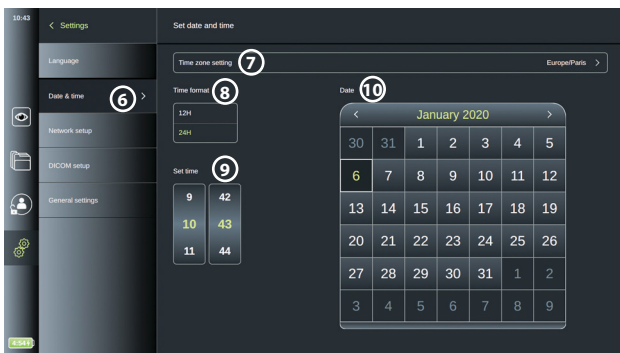 10:43
Settings
Set date and time
Language
Time zone setting 7 Europe/Paris
Time format 8
Date 10
Date & time 6
12H
24H
January 2020
Network setup
30 31 1 2 3 4 5
DICOM setup
Set time 9
6 7 8 9 10 11 12
General settings
9 42
10 43
11 44
13 14 15 16 17 18 19
20 21 22 23 24 25 26
27 28 29 30 31 1 2
3 4 5 6 7 8 9
4:54